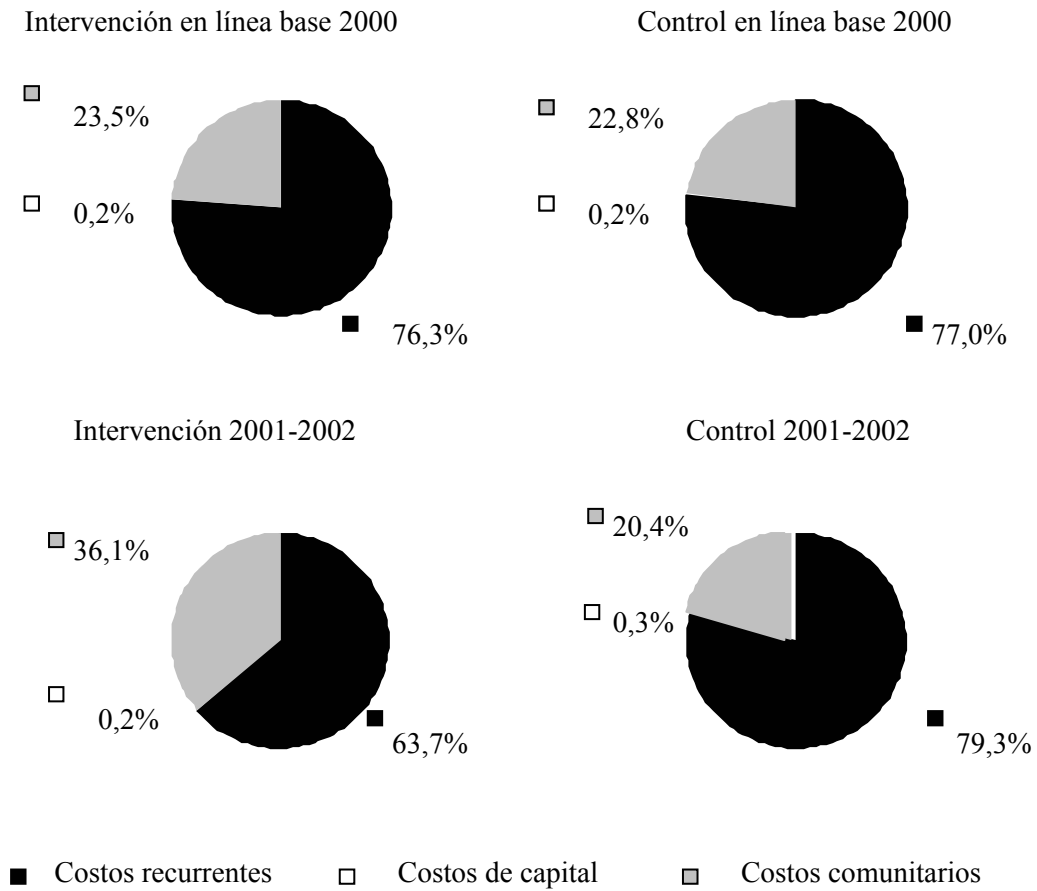 Intervención en línea base 2000
Control en línea base 2000
23,5%
22,8%
0,2%
0,2%
76,3%
77,0%
Intervención 2001-2002
Control 2001-2002
36,1%
20,4%
0,3%
0,2%
63,7%
79,3%
Costos recurrentes
Costos de capital
Costos comunitarios